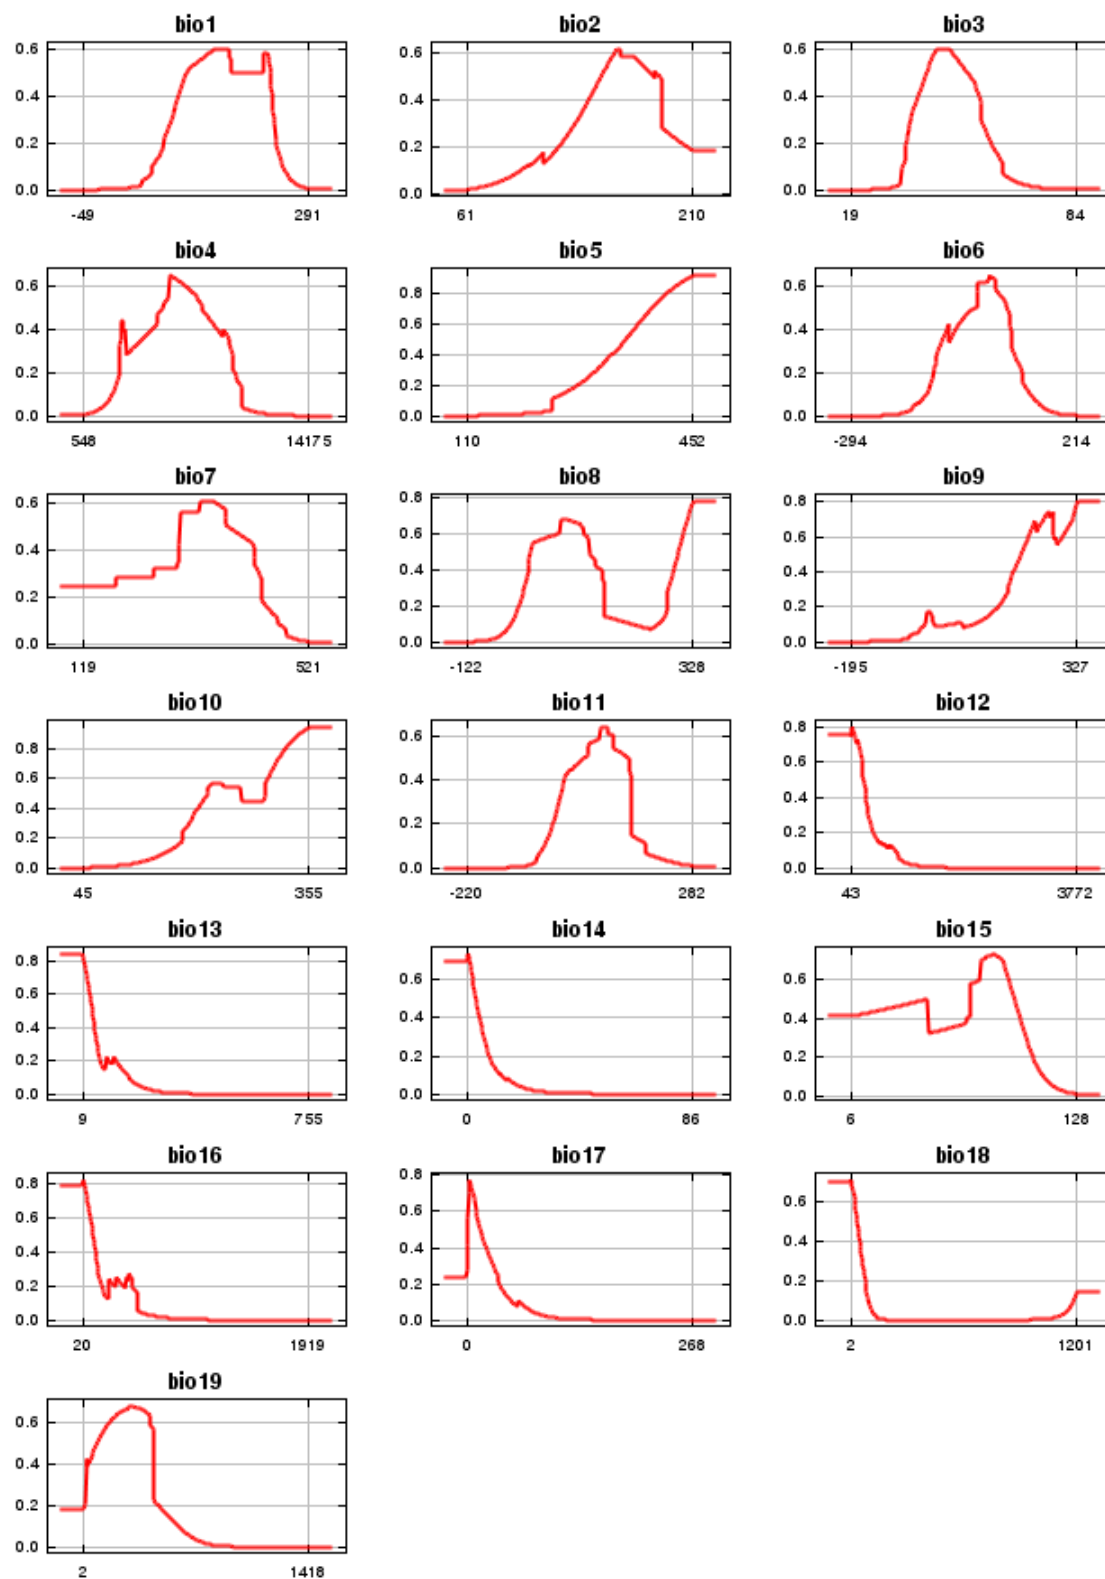 bio1 bio2 bio3
0.6 0.6 0.6
0.4 0.4 0.4
0.2 0.2 0.2
0.0 0.0 0.0
-49 291 61 210 19 84
bio4 bio5 bio6
0.6 0.8 0.6
0.4 0.6 0.4
0.2 0.4 0.2
0.0 0.2 0.0
0.0
548 14175 110 452 -294 214
bio7 bio8 bio9
0.6 0.8 0.8
0.4 0.6 0.6
0.2 0.4 0.4
0.0 0.2 0.2
0.0 0.0
119 521 -122 328 -195 327
bio10 bio11 bio12
0.8 0.6 0.8
0.6 0.4 0.6
0.4 0.2 0.4
0.2 0.0 0.2
0.0 0.0
45 355 -220 282 43 3772
bio13 bio14 bio15
0.8 0.6 0.6
0.6 0.4 0.4
0.4 0.2 0.2
0.2 0.0 0.0
0.0
9 755 0 86 6 128
bio16 bio17 bio18
0.8 0.8 0.6
0.6 0.6 0.4
0.4 0.4 0.2
0.2 0.2 0.0
0.0 0.0
20 1919 0 268 2 1201
bio19
0.6
0.4
0.2
0.0
2 1418